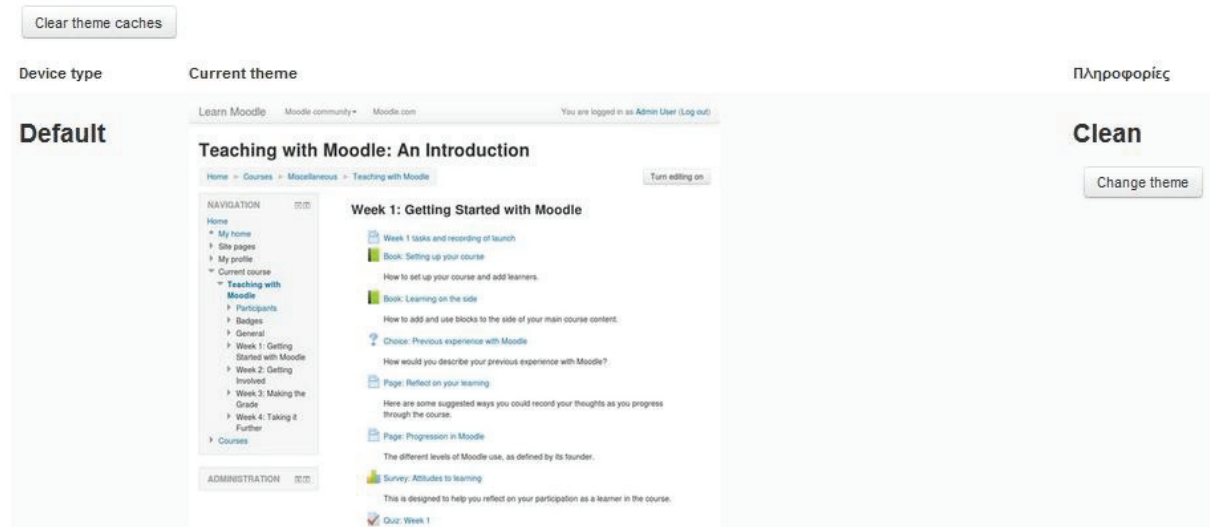 Clear theme caches
Device type Current theme Πληροφορίες
Default
Learn Moodle Moodle community Moodle.com You are logged in as Admin User (Log out)
Teaching with Moodle: An Introduction
Home Courses Miscellaneous Teaching with Moodle Turn editing on
Clean
Change theme
NAVIGATION
Home
My home
Site pages
My profile
Current course
Teaching with
Moodle
Participants
Badges
General
Week 1: Getting
Started with Moodle
Week 2: Getting
Involved
Week 3: Making the
Grade
Week 4: Taking it
Further
Courses
ADMINISTRATION
Week 1: Getting Started with Moodle
Week 1 tasks and recording of launch
Book: Setting up your course
How to set up your course and add learners.
Book: Learning on the side
How to add and use blocks to the side of your main course content.
Choice: Previous experience with Moodle
How would you describe your previous experience with Moodle?
Page: Reflect on your learning
Here are some suggested ways you could record your thoughts as you progress
through the course.
Page: Progression in Moodle
The different levels of Moodle use, as defined by its founder.
Survey: Attitudes to learning
This is designed to help you reflect on your participation as a learner in the course.
Quiz: Week 1